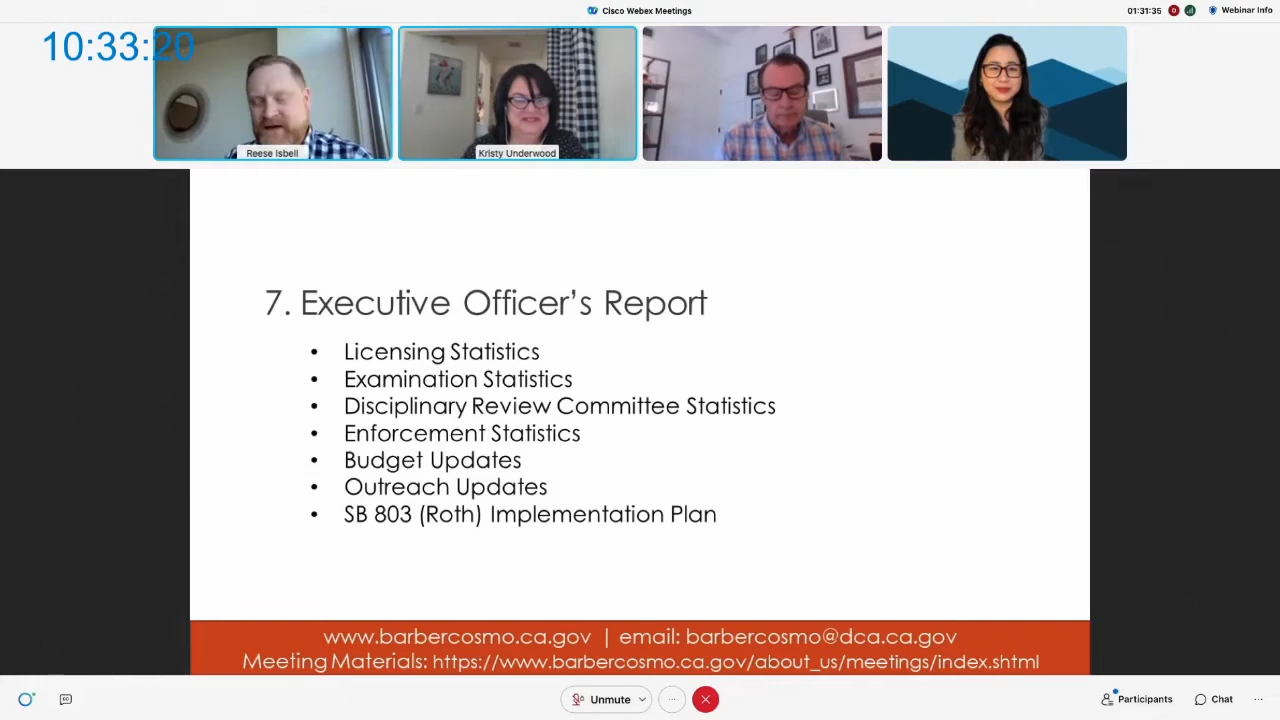 Cisco Webex Meetings
01:31:35
Webinar Info
10:33:20
Reese Isbell
Kristy Underwood
7. Executive Officer's Report
• Licensing Statistics
• Examination Statistics
• Disciplinary Review Committee Statistics
• Enforcement Statistics
• Budget Updates
• Outreach Updates
• SB 803 (Roth) Implementation Plan
www.barbercosmo.ca.gov | email: barbercosmo@dca.ca.gov
Meeting Materials: https://www.barbercosmo.ca.gov/about_us/meetings/index.shtml
Unmute
Participants
Chat